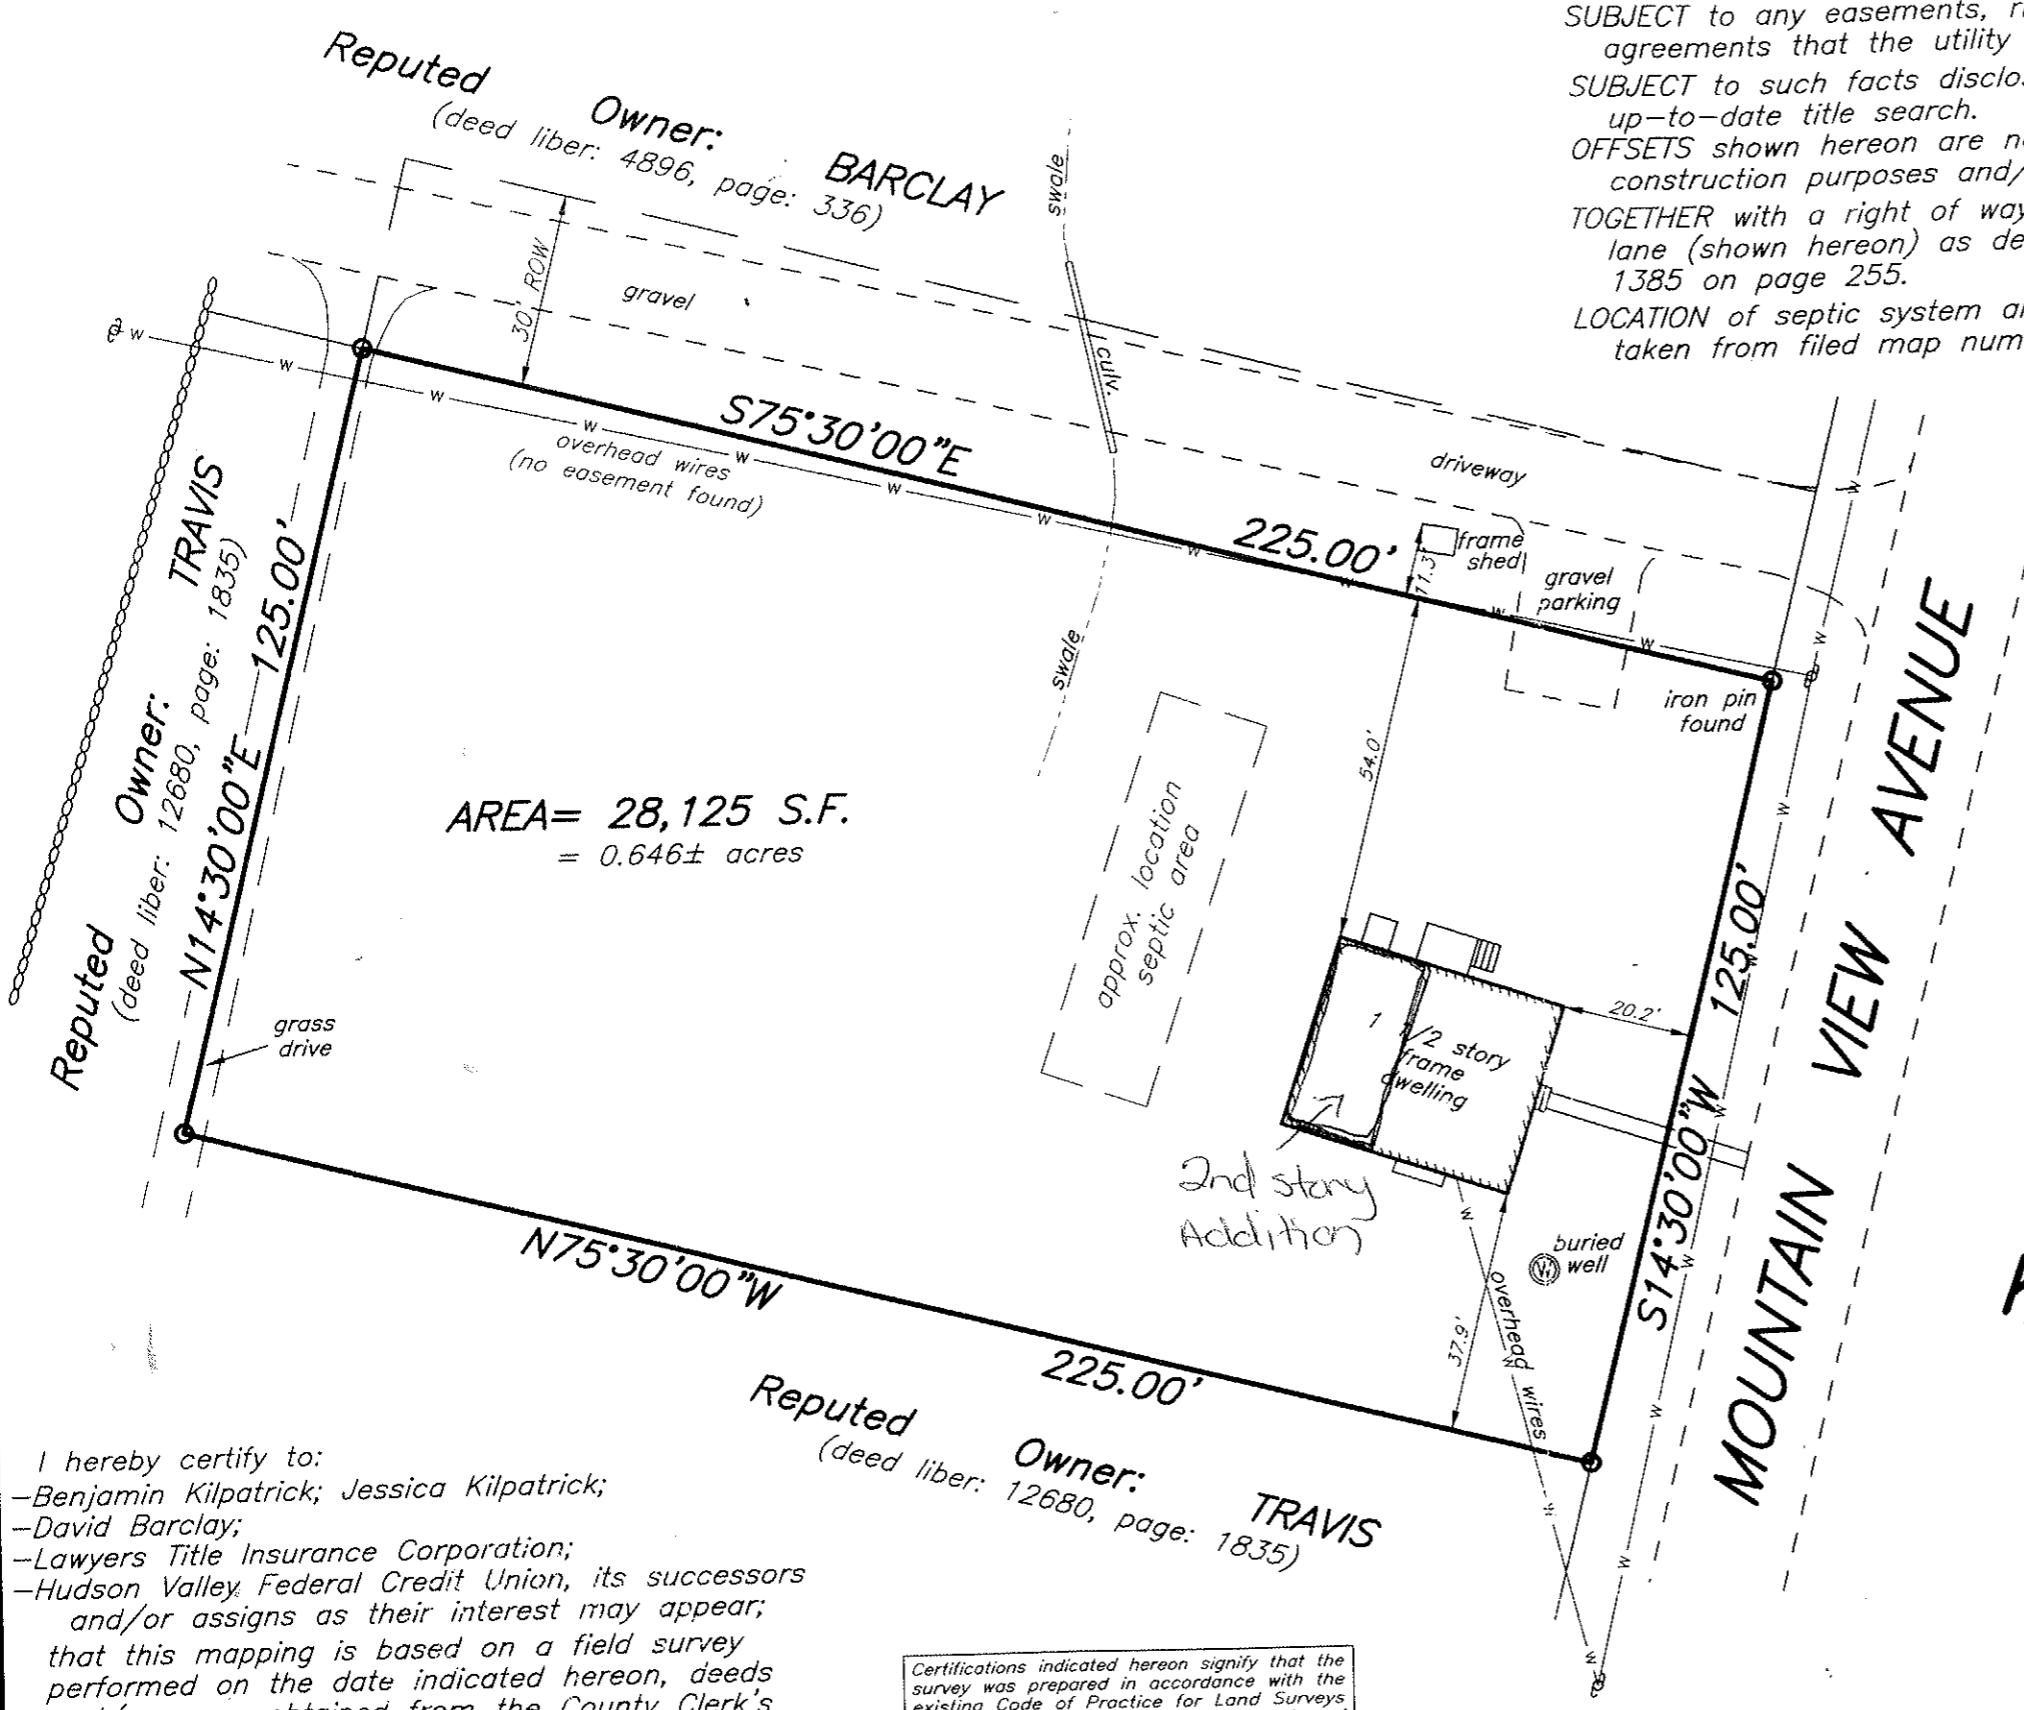 SUBJECT to any easements,
agreements that the utility
SUBJECT to such facts
up-to-date title search.
OFFSETS shown hereon are
construction purposes and/
TOGETHER with a right of way
lane (shown hereon) as
1385 on page 255.
LOCATION of septic system
taken from filed map
Reputed Owner: BARCLAY
(deed liber: 4896, page: 336)
swale
30' ROW
gravel
culv.
W
S75°30'00"E
225.00'
overhead wires
(no easement found)
driveway
11.3'
frame
shed
gravel
parking
iron pin
found
Reputed Owner: TRAVIS
(deed liber: 12680, page: 1835)
N14°30'00"E 125.00'
swale
54.0'
AREA= 28,125 S.F.
= 0.646± acres
approx. location
septic area
20.2'
1 1/2 story
frame
dwelling
grass
drive
2nd story
Addition
S14°30'00"W 125.00'
MOUNTAIN VIEW AVENUE
buried
well
W
overhead wires
37.9'
N75°30'00"W
225.00'
Reputed Owner: TRAVIS
(deed liber: 12680, page: 1835)
I hereby certify to:
-Benjamin Kilpatrick; Jessica Kilpatrick;
-David Barclay;
-Lawyers Title Insurance Corporation;
-Hudson Valley Federal Credit Union, its successors
and/or assigns as their interest may appear;
that this mapping is based on a field survey
performed on the date indicated hereon, deeds
obtained from the County Clerk's
Certifications indicated hereon signify that the
survey was prepared in accordance with the
existing Code of Practice for Land Surveys